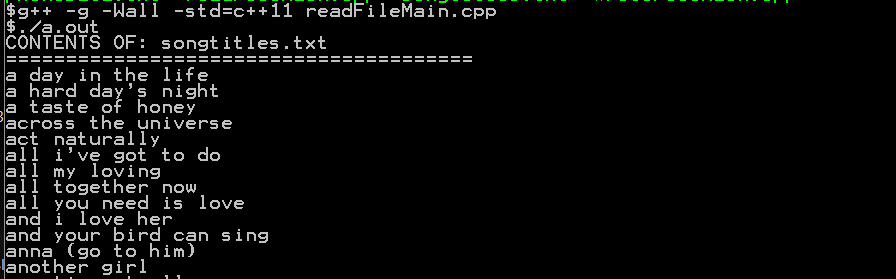 $g++ -g -Wall -std=c++11 readFileMain.cpp
$./a.out
CONTENTS OF: songtitles.txt
=======================================
a day in the life
a hard day's night
a taste of honey
across the universe
act naturally
all i've got to do
all my loving
all together now
all you need is love
and i love her
and your bird can sing
anna (go to him)
another girl